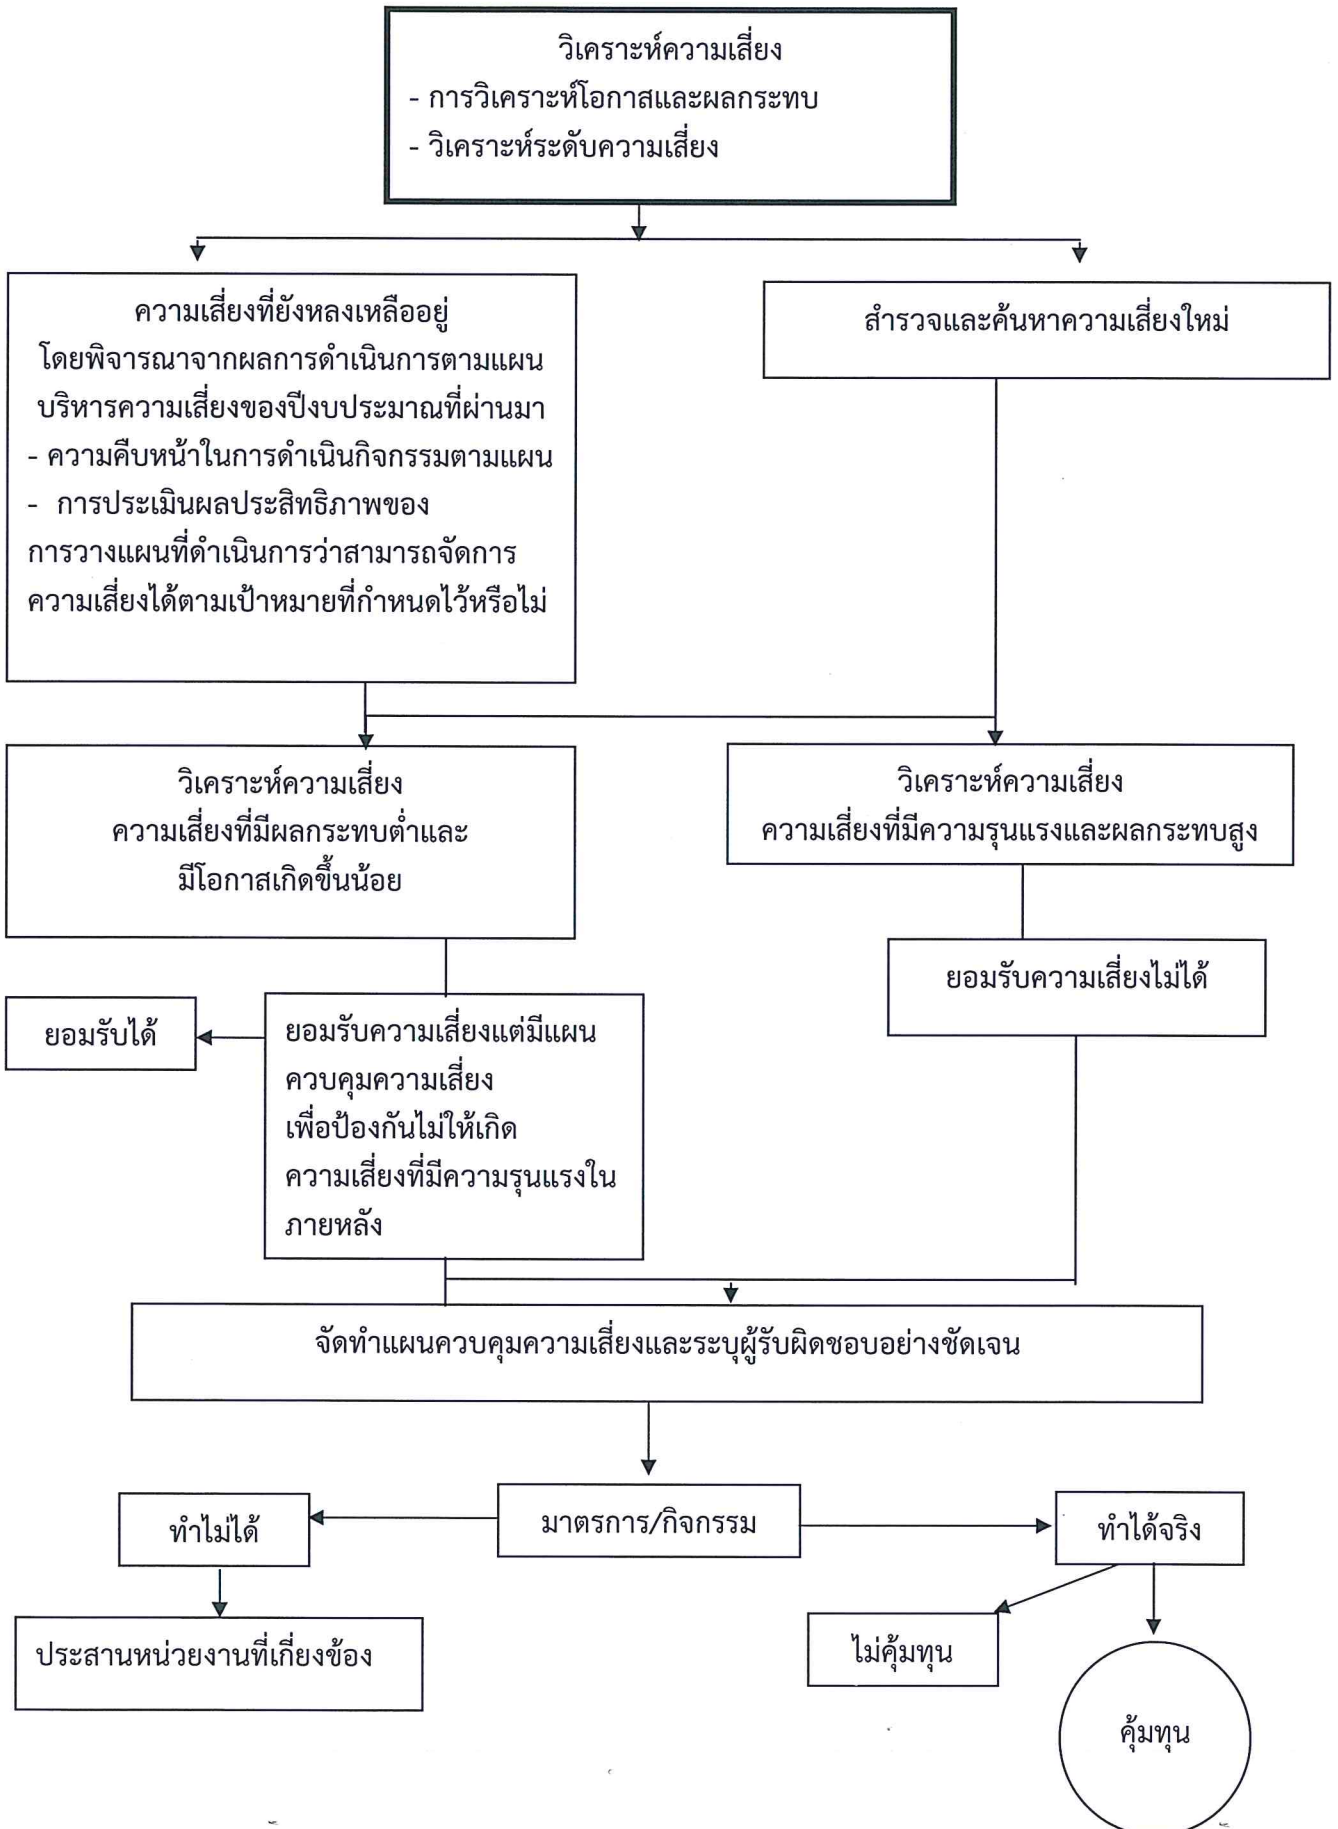 วิเคราะห์ความเสี่ยง
- การวิเคราะห์โอกาสและผลกระทบ
- วิเคราะห์ระดับความเสี่ยง
ความเสี่ยงที่ยังหลงเหลืออยู่
โดยพิจารณาจากผลการดำเนินการตามแผน
บริหารความเสี่ยงของปีงบประมาณที่ผ่านมา
- ความคืบหน้าในการดำเนินกิจกรรมตามแผน
- การประเมินผลประสิทธิภาพของ
การวางแผนที่ดำเนินการว่าสามารถจัดการ
ความเสี่ยงได้ตามเป้าหมายที่กำหนดไว้หรือไม่
สำรวจและค้นหาความเสี่ยงใหม่
วิเคราะห์ความเสี่ยง
ความเสี่ยงที่มีผลกระทบต่ำและ
มีโอกาสเกิดขึ้นน้อย
วิเคราะห์ความเสี่ยง
ความเสี่ยงที่มีความรุนแรงและผลกระทบสูง
ยอมรับความเสี่ยงไม่ได้
ยอมรับได้
ยอมรับความเสี่ยงแต่มีแผน
ควบคุมความเสี่ยง
เพื่อป้องกันไม่ให้เกิด
ความเสี่ยงที่มีความรุนแรงใน
ภายหลัง
จัดทำแผนควบคุมความเสี่ยงและระบุผู้รับผิดชอบอย่างชัดเจน
ทำไม่ได้
มาตรการ/กิจกรรม
ทำได้จริง
ประสานหน่วยงานที่เกี่ยงข้อง
ไม่คุ้มทุน
คุ้มทุน